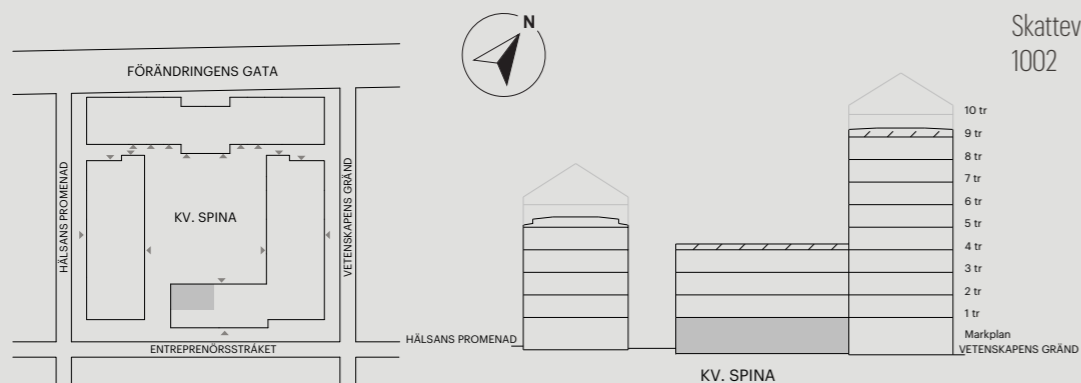 N
Skattev
1002
FÖRÄNDRINGENS GATA
HÄLSANS PROMENAD
KV. SPINA
VETENSKAPENS GRÄND
ENTREPRENÖRSSTRÅKET
10 tr
9 tr
8 tr
7 tr
6 tr
5 tr
4 tr
3 tr
2 tr
1 tr
Markplan
HÄLSANS PROMENAD
VETENSKAPENS GRÄND
KV. SPINA